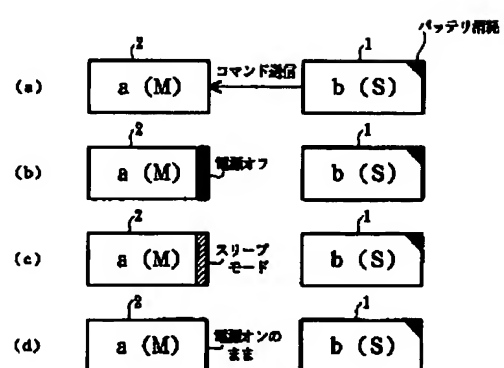 バッテリ消耗
2
1
(a)
a (M)
コマンド送信
b (S)
2
1
(b)
a (M)
電源オフ
b (S)
2
1
(c)
a (M)
スリープ
モード
b (S)
2
1
(d)
a (M)
電源オンの
まま
b (S)